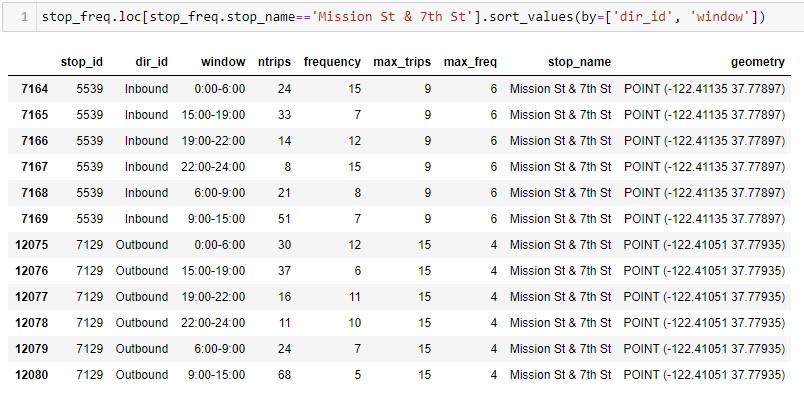 1 stop_freq.loc[stop_freq.stop_name=='Mission St & 7th St'].sort_values(by=['dir_id', 'window'])
stop_id dir_id window ntrips frequency max_trips max_freq stop_name geometry
7164 5539 Inbound 0:00-6:00 24 15 9 6 Mission St & 7th St POINT (-122.41135 37.77897)
7165 5539 Inbound 15:00-19:00 33 7 9 6 Mission St & 7th St POINT (-122.41135 37.77897)
7166 5539 Inbound 19:00-22:00 14 12 9 6 Mission St & 7th St POINT (-122.41135 37.77897)
7167 5539 Inbound 22:00-24:00 8 15 9 6 Mission St & 7th St POINT (-122.41135 37.77897)
7168 5539 Inbound 6:00-9:00 21 8 9 6 Mission St & 7th St POINT (-122.41135 37.77897)
7169 5539 Inbound 9:00-15:00 51 7 9 6 Mission St & 7th St POINT (-122.41135 37.77897)
12075 7129 Outbound 0:00-6:00 30 12 15 4 Mission St & 7th St POINT (-122.41051 37.77935)
12076 7129 Outbound 15:00-19:00 37 6 15 4 Mission St & 7th St POINT (-122.41051 37.77935)
12077 7129 Outbound 19:00-22:00 16 11 15 4 Mission St & 7th St POINT (-122.41051 37.77935)
12078 7129 Outbound 22:00-24:00 11 10 15 4 Mission St & 7th St POINT (-122.41051 37.77935)
12079 7129 Outbound 6:00-9:00 24 7 15 4 Mission St & 7th St POINT (-122.41051 37.77935)
12080 7129 Outbound 9:00-15:00 68 5 15 4 Mission St & 7th St POINT (-122.41051 37.77935)